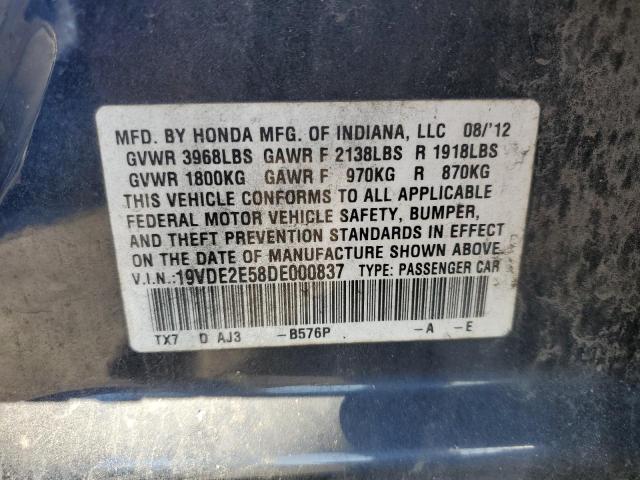 MFD. BY HONDA MFG. OF INDIANA, LLC 08/'12
GVWR 3968LBS GAWR F 2138LBS R 1918LBS
GVWR 1800KG GAWR F 970KG R 870KG
THIS VEHICLE CONFORMS TO ALL APPLICABLE
FEDERAL MOTOR VEHICLE SAFETY, BUMPER,
AND THEFT PREVENTION STANDARDS IN EFFECT
ON THE DATE OF MANUFACTURE SHOWN ABOVE.
V.I.N.:19VDE2E58DE000837 TYPE: PASSENGER CAR
TX7 D AJ3 -B576P -A -E